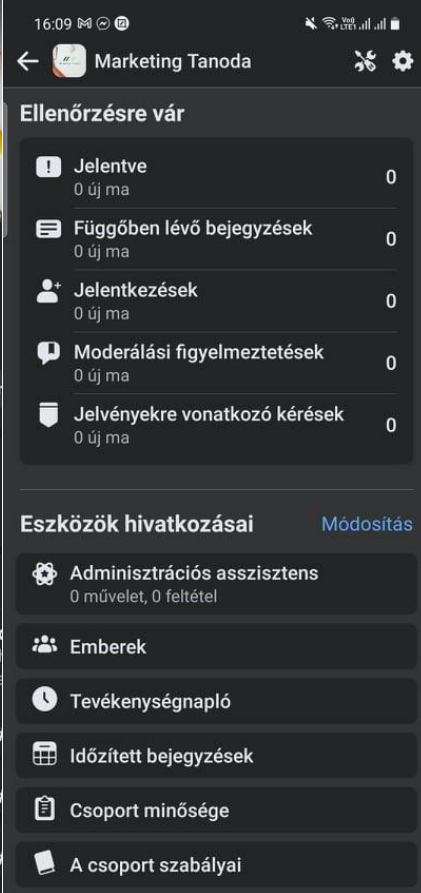 16:09
Marketing Tanoda
Ellenőrzésre vár
Jelentve
0 új ma
0
Függőben lévő bejegyzések
0 új ma
0
Jelentkezések
0 új ma
0
Moderálási figyelmeztetések
0 új ma
0
Jelvényekre vonatkozó kérések
0 új ma
0
Eszközök hivatkozásai
Módosítás
Adminisztrációs asszisztens
0 művelet, 0 feltétel
Emberek
Tevékenységnapló
Időzített bejegyzések
Csoport minősége
A csoport szabályai